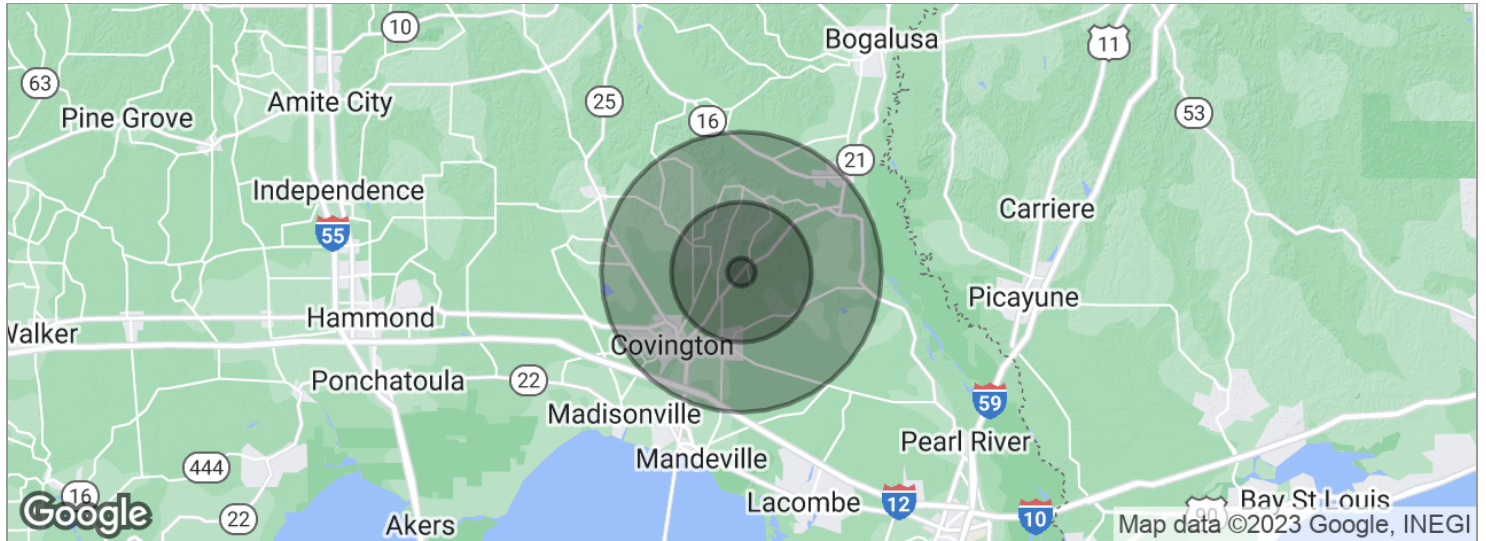 10
Bogalusa
11
63
Amite City
25
53
Pine Grove
16
21
Independence
Carriere
55
Picayune
Hammond
Walker
Covington
Ponchatoula
22
59
Madisonville
Pearl River
Mandeville
444
Lacombe
12
Bay St Louis
16
90
Google
22
10
Akers
Map data ©2023 Google, INEGI